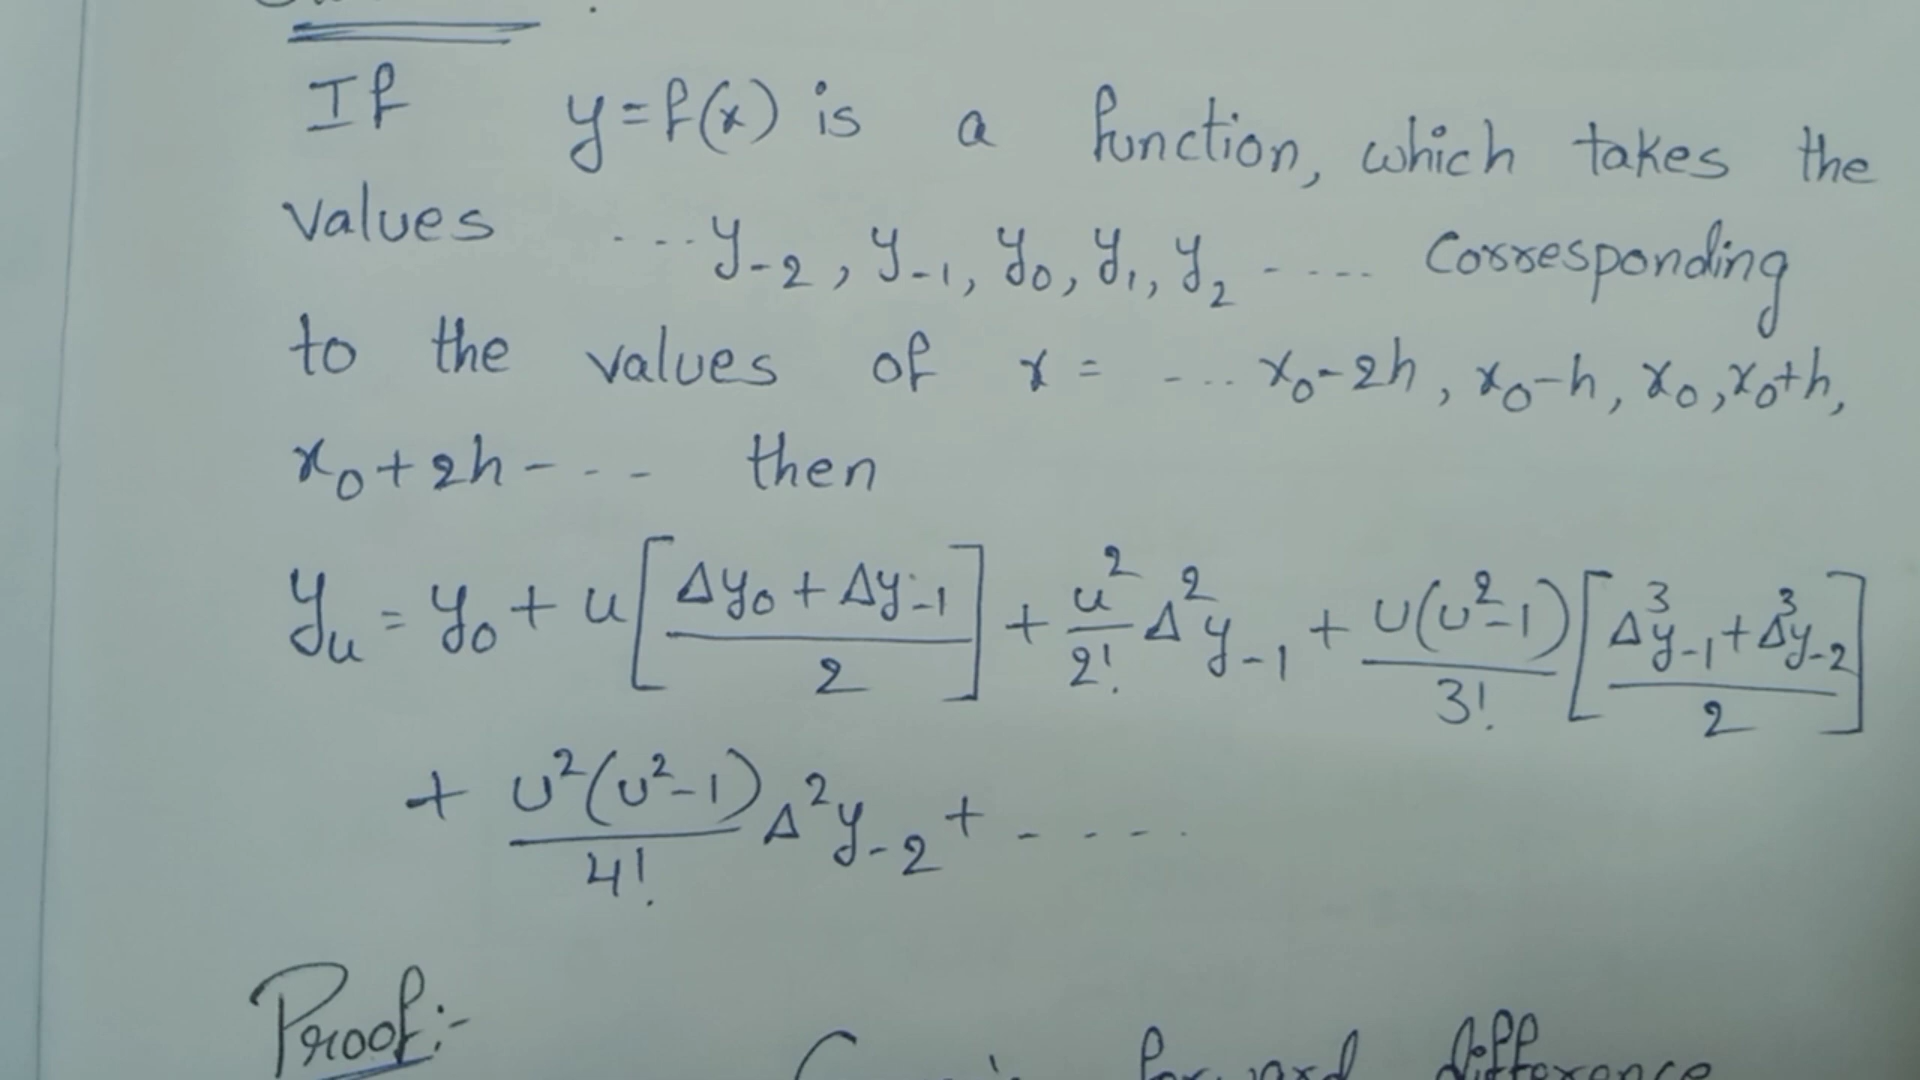 If y=f(x) is a function, which takes the
values ....y₋₂, y₋₁, y₀, y₁, y₂ ..... Corresponding
to the values of x = ... x₀-2h, x₀-h, x₀, x₀+h,
x₀+2h - - - then
yᵤ = y₀ + u[(Δy₀ + Δy₋₁)/2] + u²/2! Δ²y₋₁ + u(u²-1)/3! [(Δ³y₋₁ + Δ³y₋₂)/2]
+ u²(u²-1)/4! Δ²y₋₂ + - - - -
Proof:-
forward difference